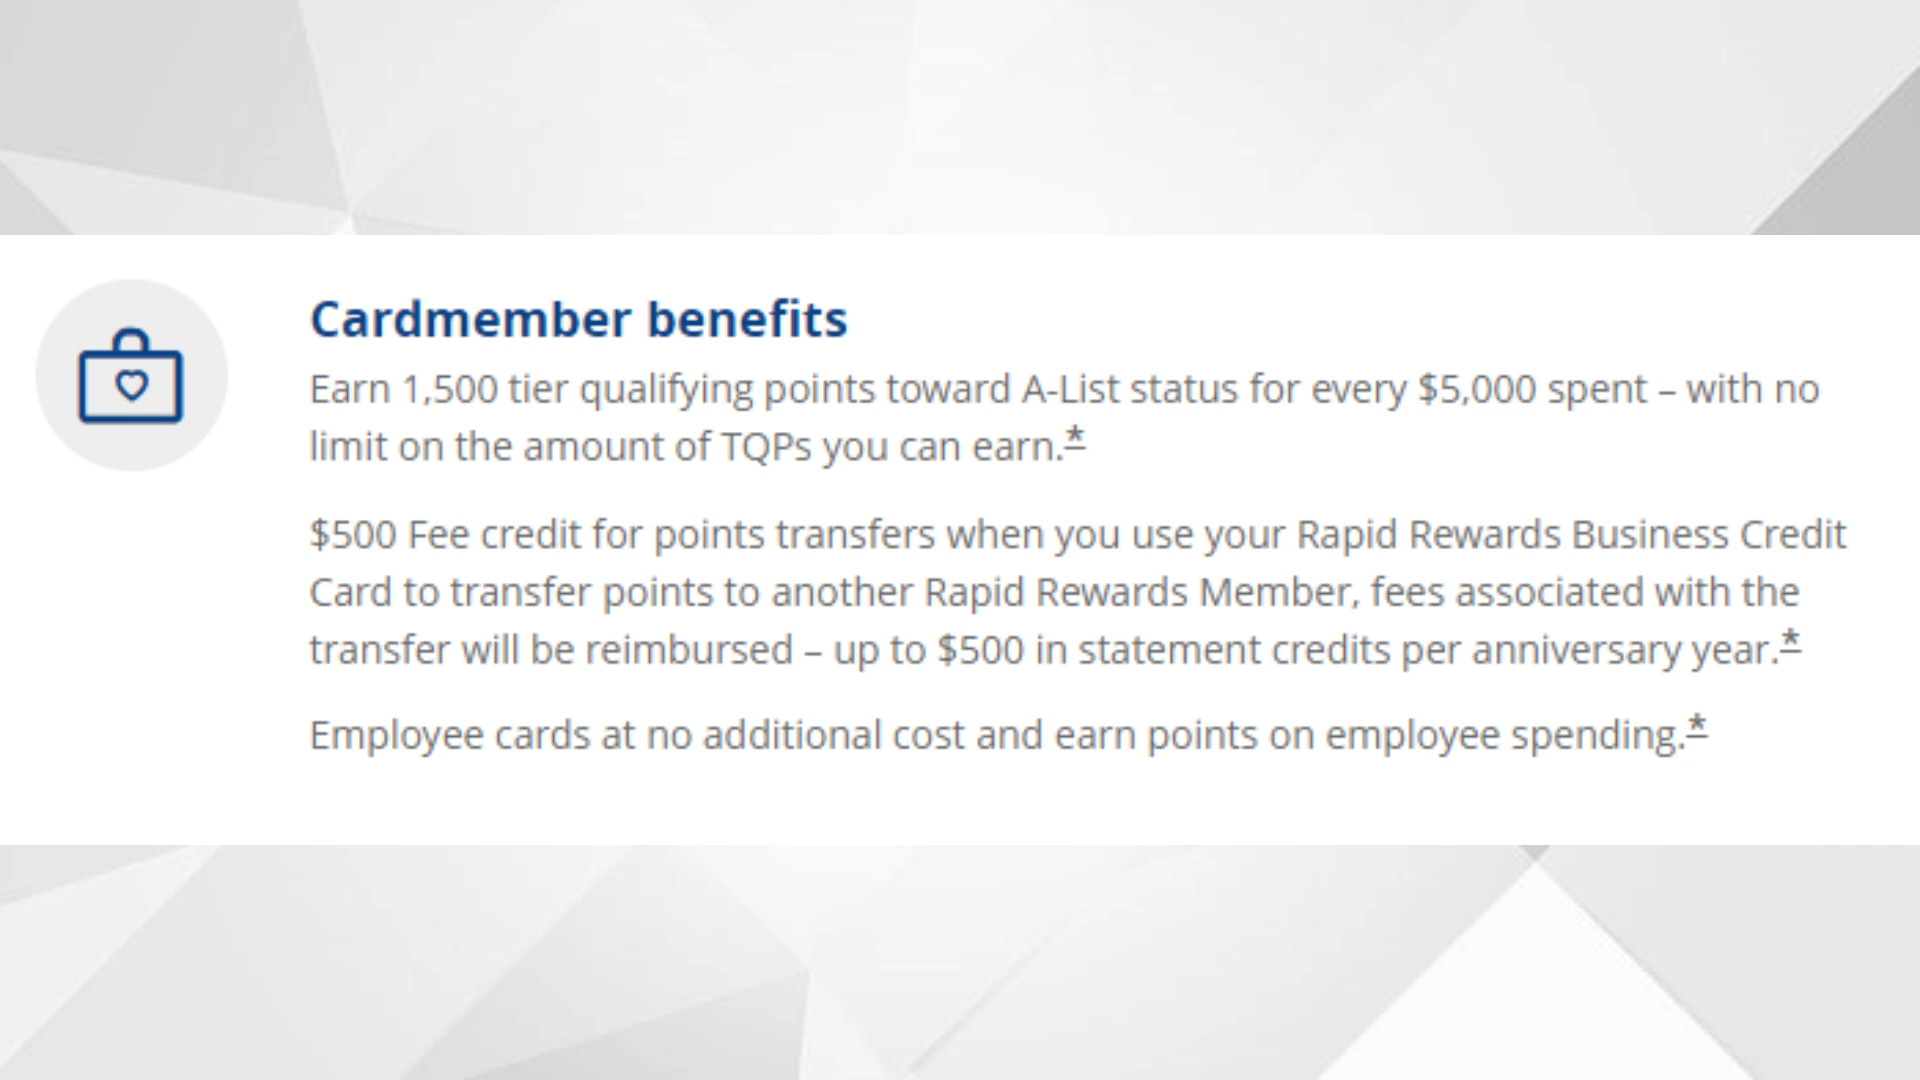 Cardmember benefits
Earn 1,500 tier qualifying points toward A-List status for every $5,000 spent – with no
limit on the amount of TQPs you can earn.*
$500 Fee credit for points transfers when you use your Rapid Rewards Business Credit
Card to transfer points to another Rapid Rewards Member, fees associated with the
transfer will be reimbursed – up to $500 in statement credits per anniversary year.*
Employee cards at no additional cost and earn points on employee spending.*